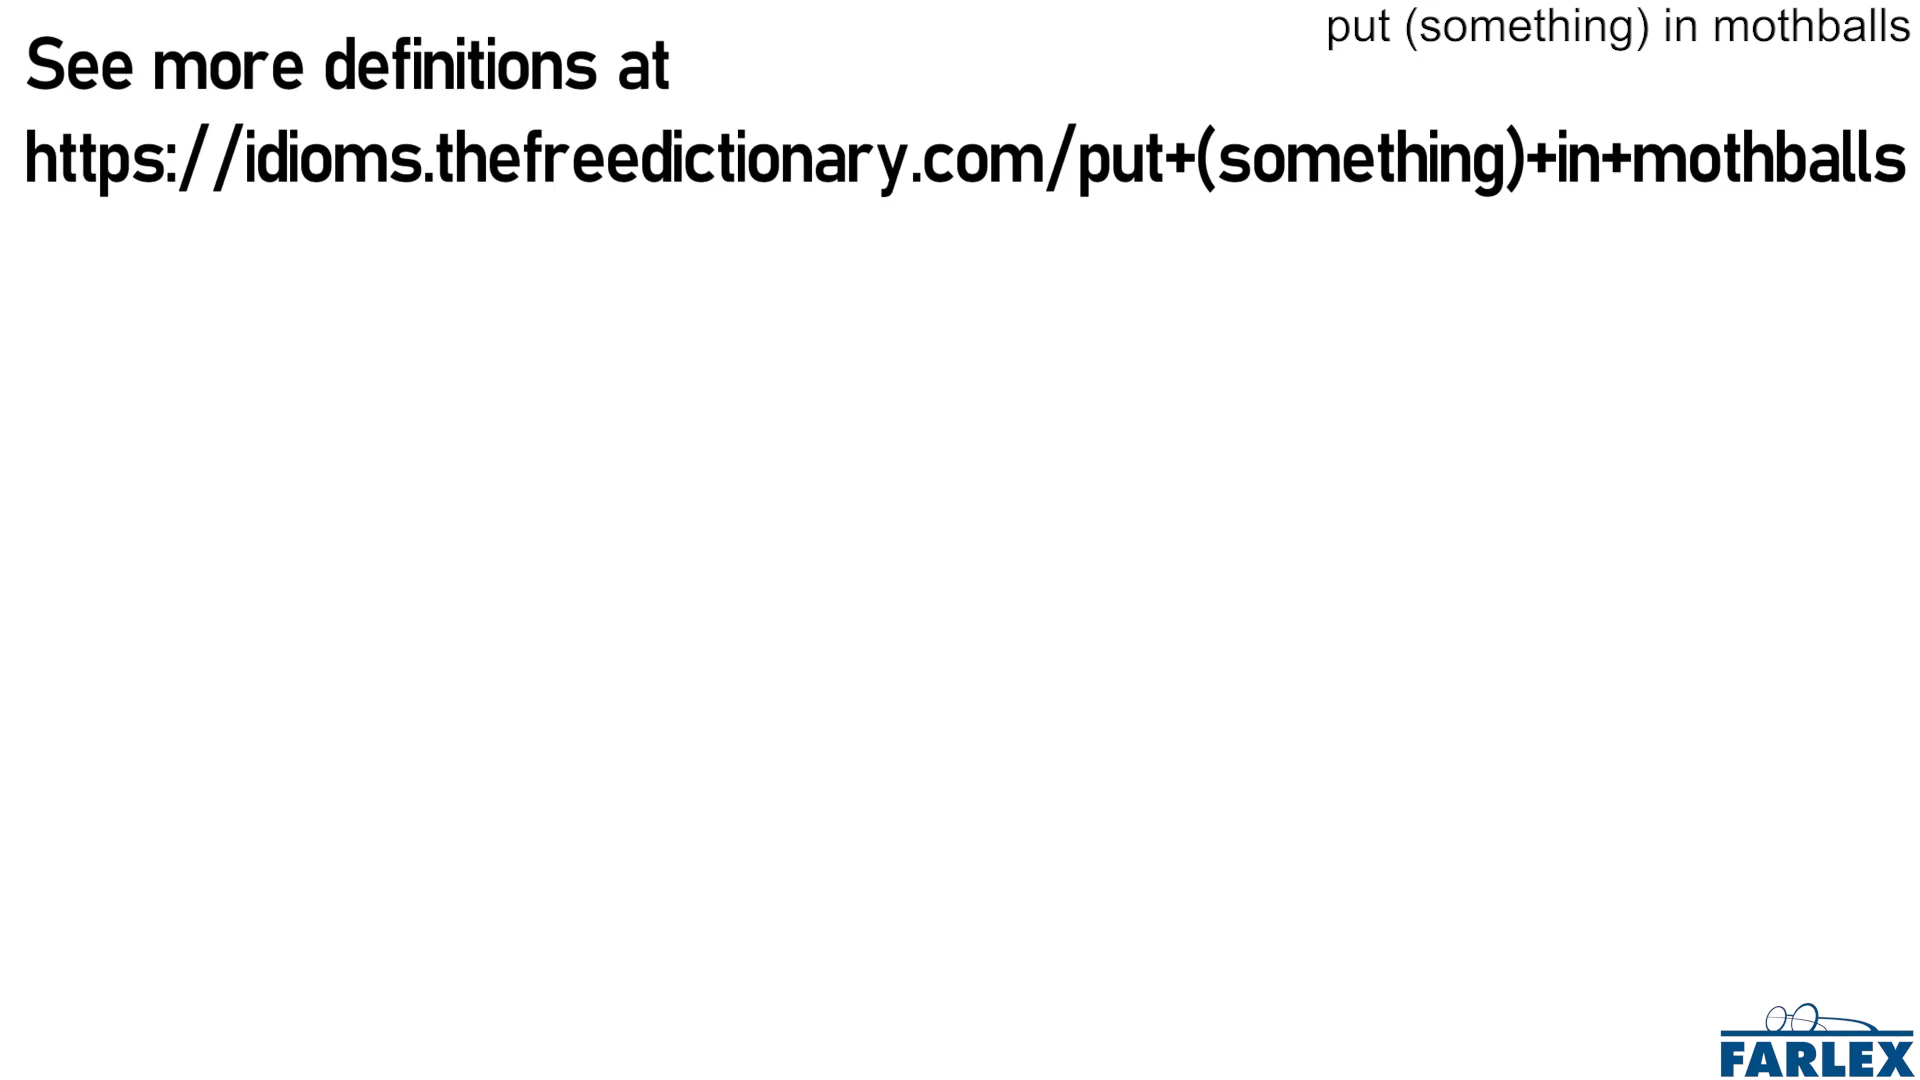 put (something) in mothballs
See more definitions at
https://idioms.thefreedictionary.com/put+(something)+in+mothballs
FARLEX